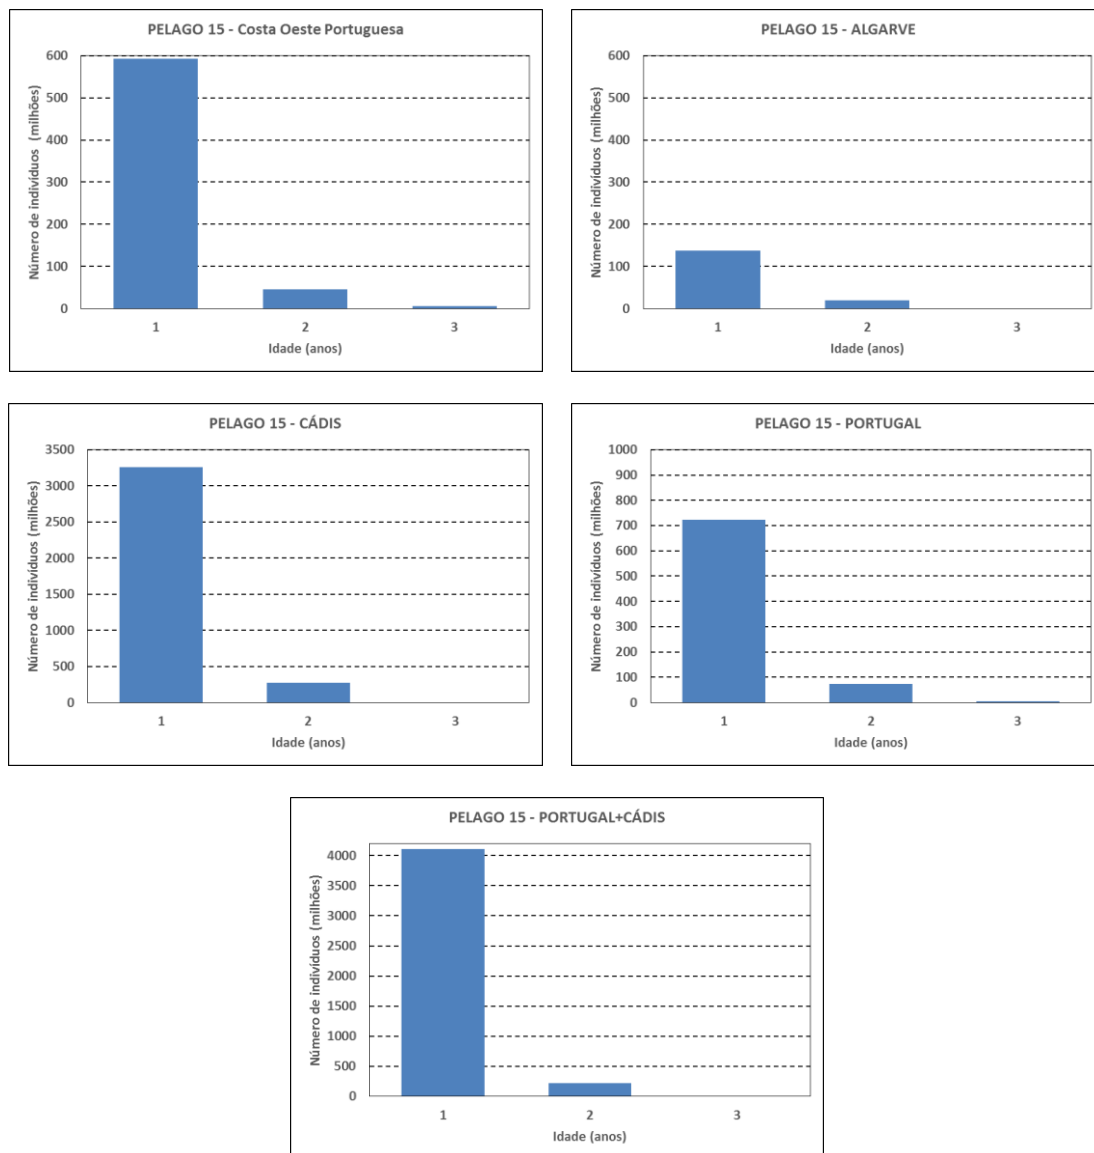 PELAGO 15 - Costa Oeste Portuguesa
Número de indivíduos (milhões)
600
500
400
300
200
100
0
1 2 3
Idade (anos)
PELAGO 15 - ALGARVE
Número de indivíduos (milhões)
600
500
400
300
200
100
0
1 2 3
Idade (anos)
PELAGO 15 - CÁDIS
Número de indivíduos (milhões)
3500
3000
2500
2000
1500
1000
500
0
1 2 3
Idade (anos)
PELAGO 15 - PORTUGAL
Número de indivíduos (milhões)
1000
900
800
700
600
500
400
300
200
100
0
1 2 3
Idade (anos)
PELAGO 15 - PORTUGAL+CÁDIS
Número de indivíduos (milhões)
4000
3500
3000
2500
2000
1500
1000
500
0
1 2 3
Idade (anos)